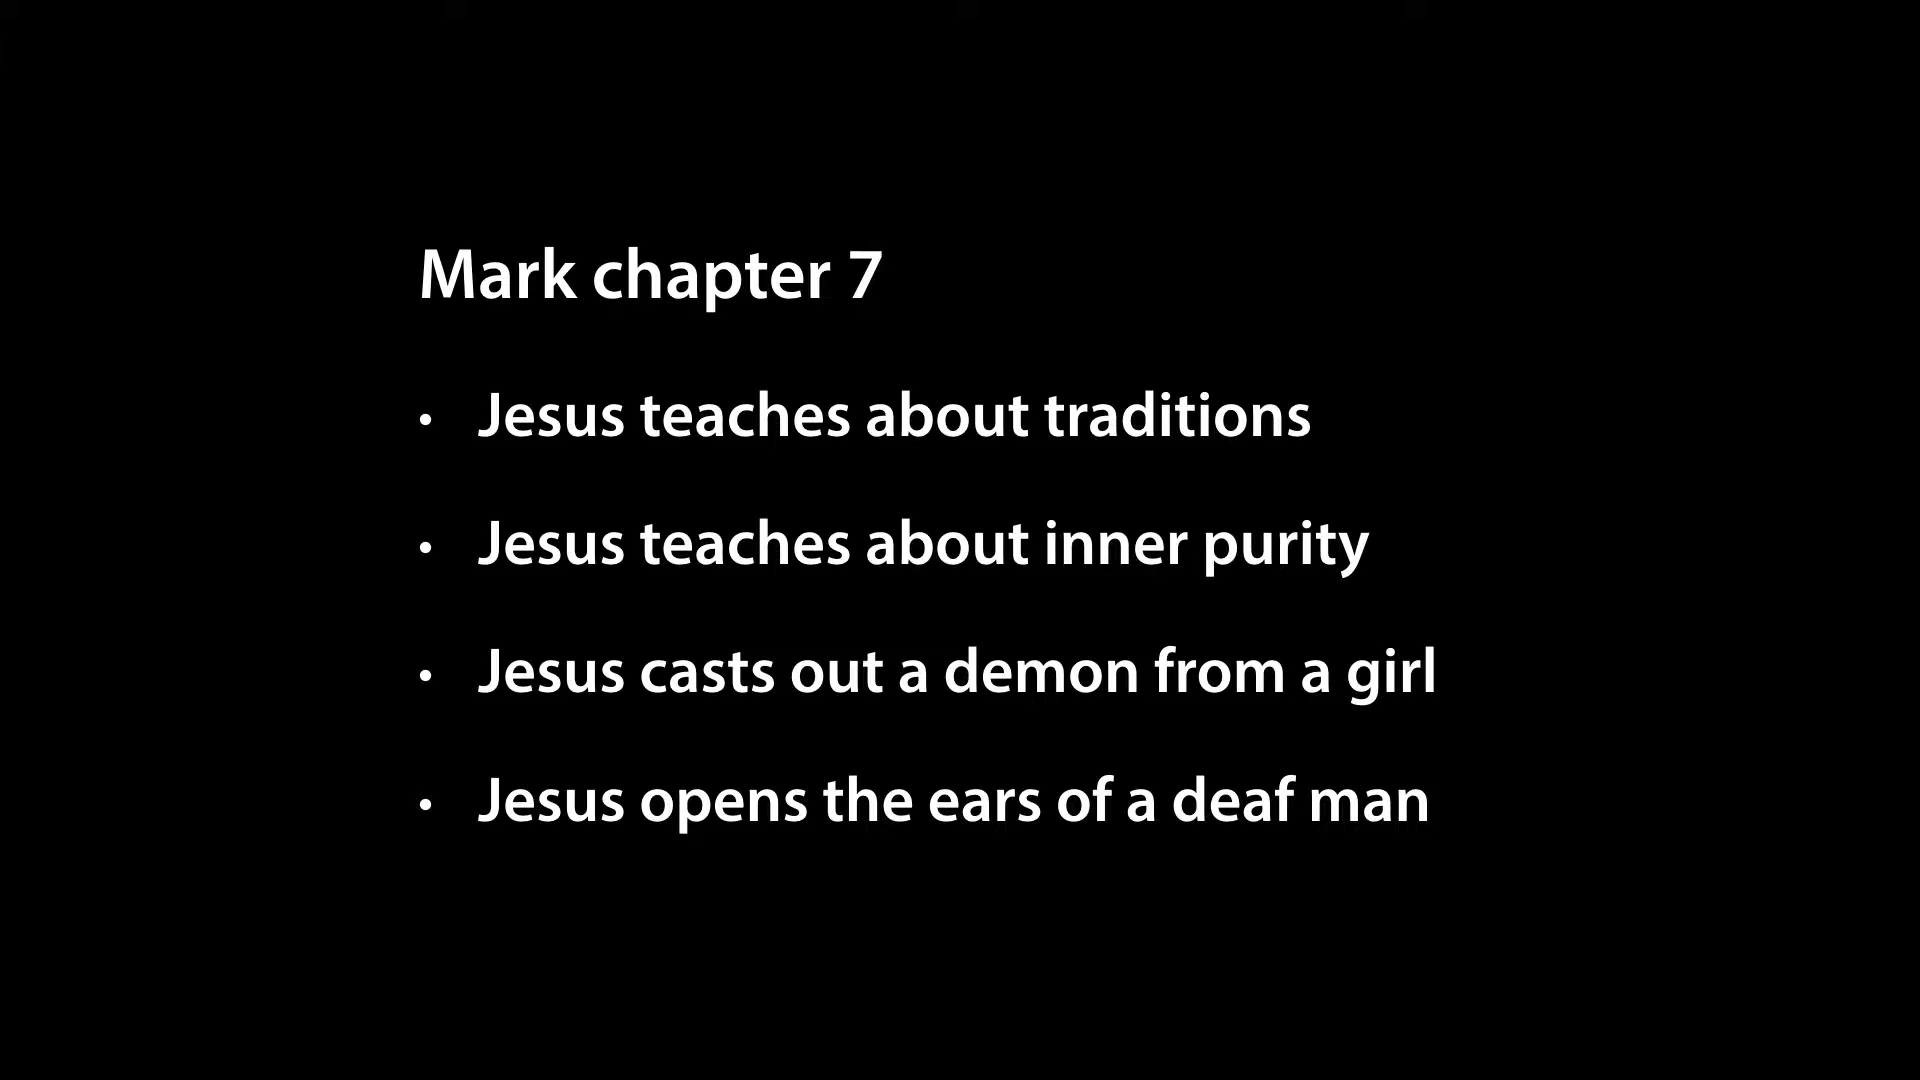 Mark chapter 7
• Jesus teaches about traditions
• Jesus teaches about inner purity
• Jesus casts out a demon from a girl
• Jesus opens the ears of a deaf man